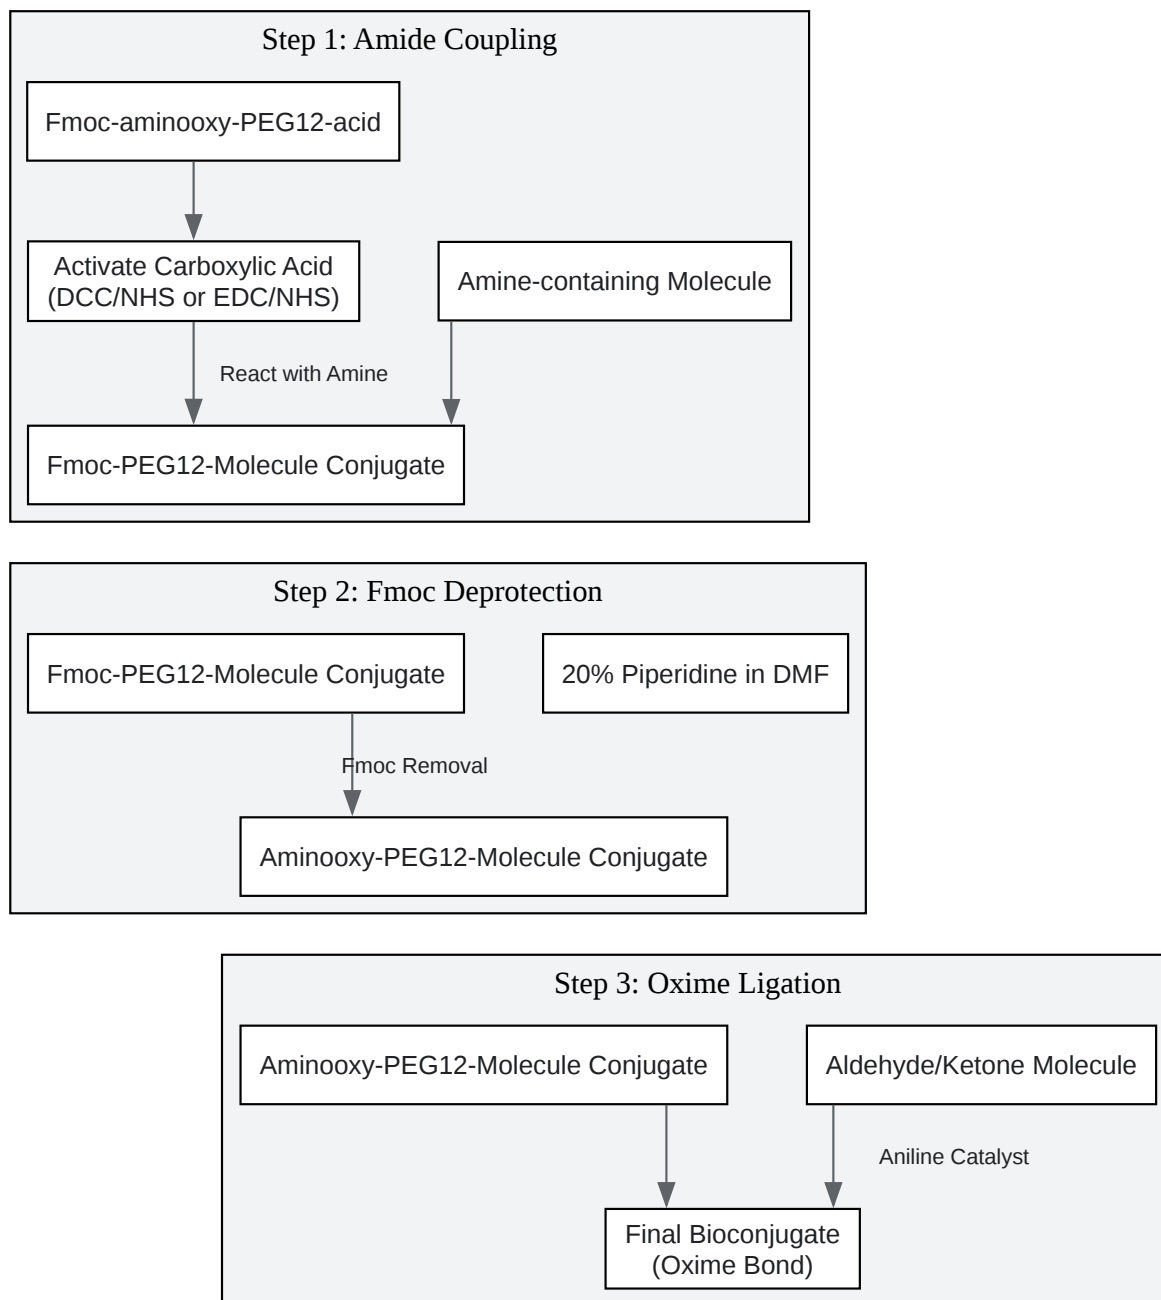 Step 1: Amide Coupling
Fmoc-aminooxy-PEG12-acid
Activate Carboxylic Acid
(DCC/NHS or EDC/NHS)
Amine-containing Molecule
React with Amine
Fmoc-PEG12-Molecule Conjugate
Step 2: Fmoc Deprotection
Fmoc-PEG12-Molecule Conjugate
20% Piperidine in DMF
Fmoc Removal
Aminooxy-PEG12-Molecule Conjugate
Step 3: Oxime Ligation
Aminooxy-PEG12-Molecule Conjugate
Aldehyde/Ketone Molecule
Aniline Catalyst
Final Bioconjugate
(Oxime Bond)